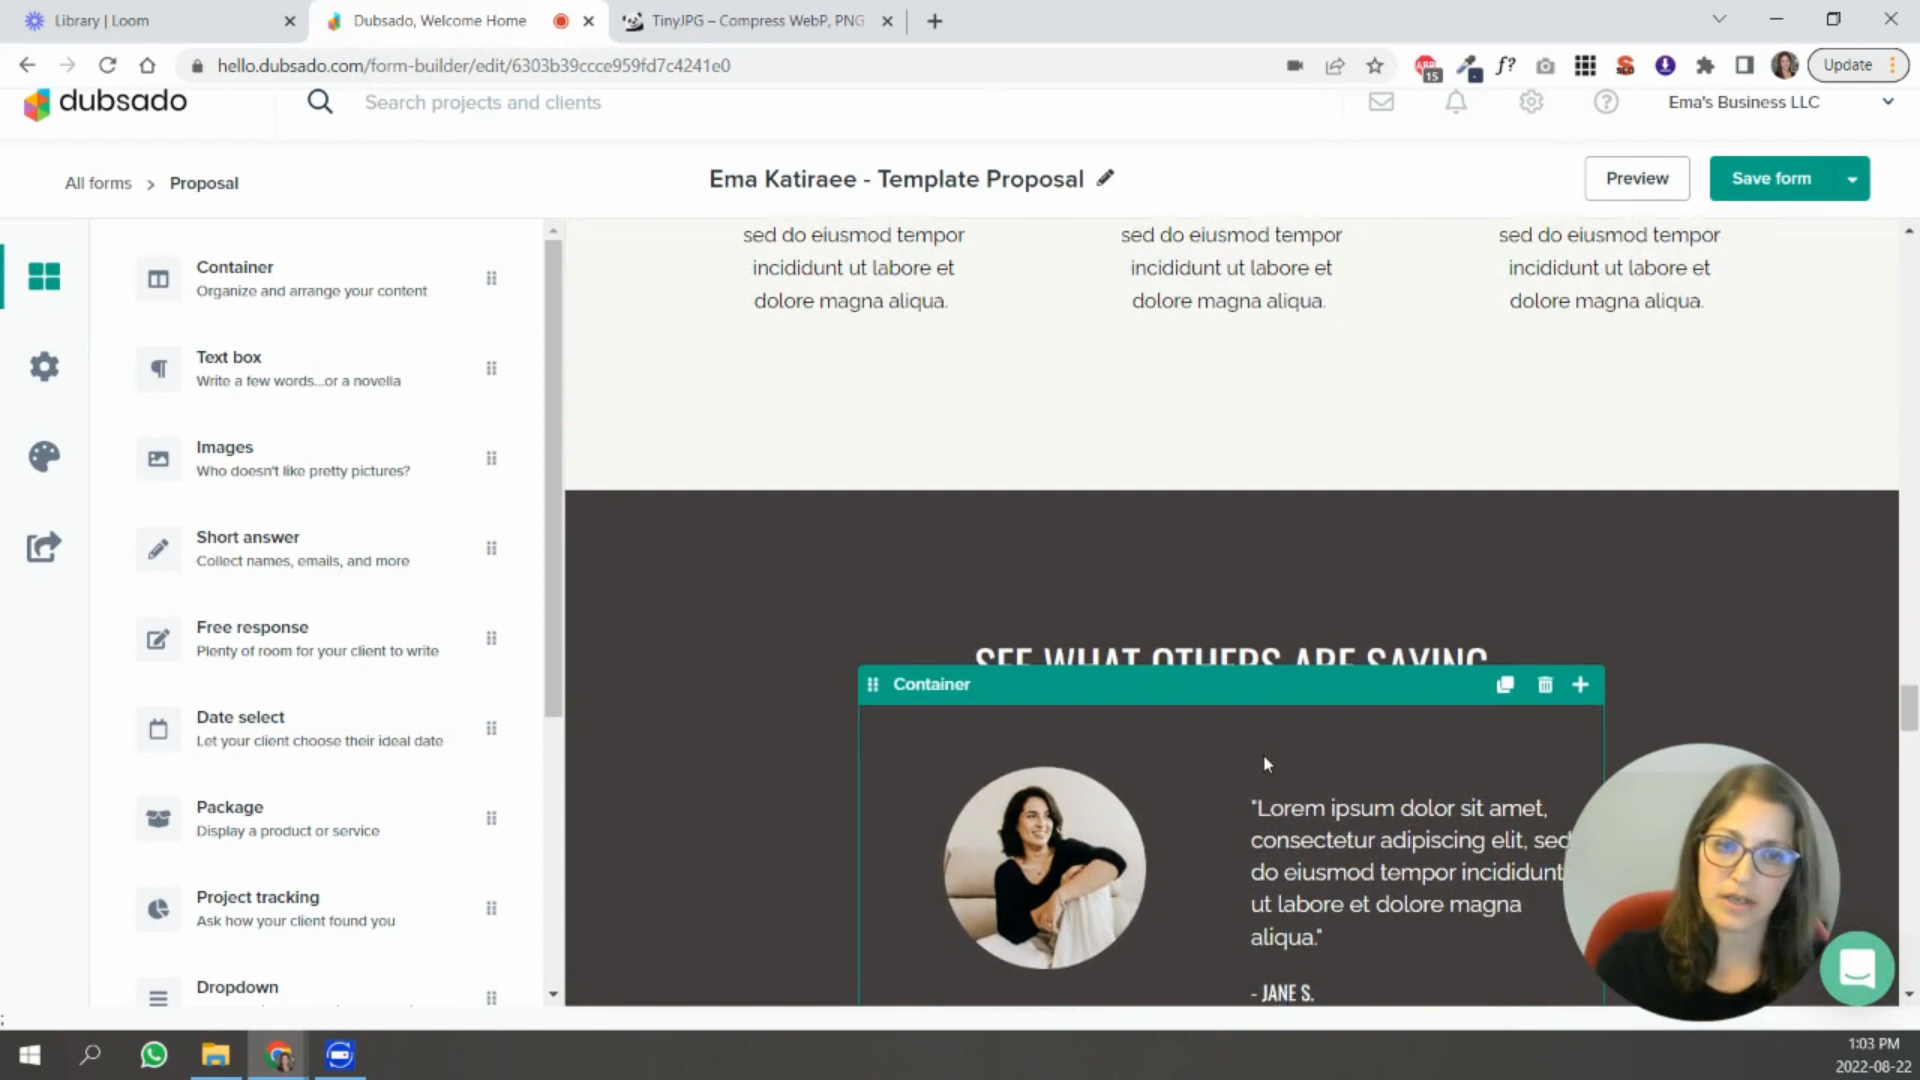 Library | Loom
Dubsado, Welcome Home
TinyJPG – Compress WebP, PNG
hello.dubsado.com/form-builder/edit/6303b39ccce959fd7c4241e0
ABP
15
f?
SEO
Update
dubsado
Search projects and clients
Ema's Business LLC
All forms > Proposal
Ema Katiraee - Template Proposal
Preview
Save form
Container
Organize and arrange your content
Text box
Write a few words...or a novella
Images
Who doesn't like pretty pictures?
Short answer
Collect names, emails, and more
Free response
Plenty of room for your client to write
Date select
Let your client choose their ideal date
Package
Display a product or service
Project tracking
Ask how your client found you
Dropdown
sed do eiusmod tempor
incididunt ut labore et
dolore magna aliqua.
sed do eiusmod tempor
incididunt ut labore et
dolore magna aliqua.
sed do eiusmod tempor
incididunt ut labore et
dolore magna aliqua.
SEE WHAT OTHERS ARE SAYING
Container
"Lorem ipsum dolor sit amet,
consectetur adipiscing elit, sed
do eiusmod tempor incididunt
ut labore et dolore magna
aliqua."
- JANE S.
;
1:03 PM
2022-08-22